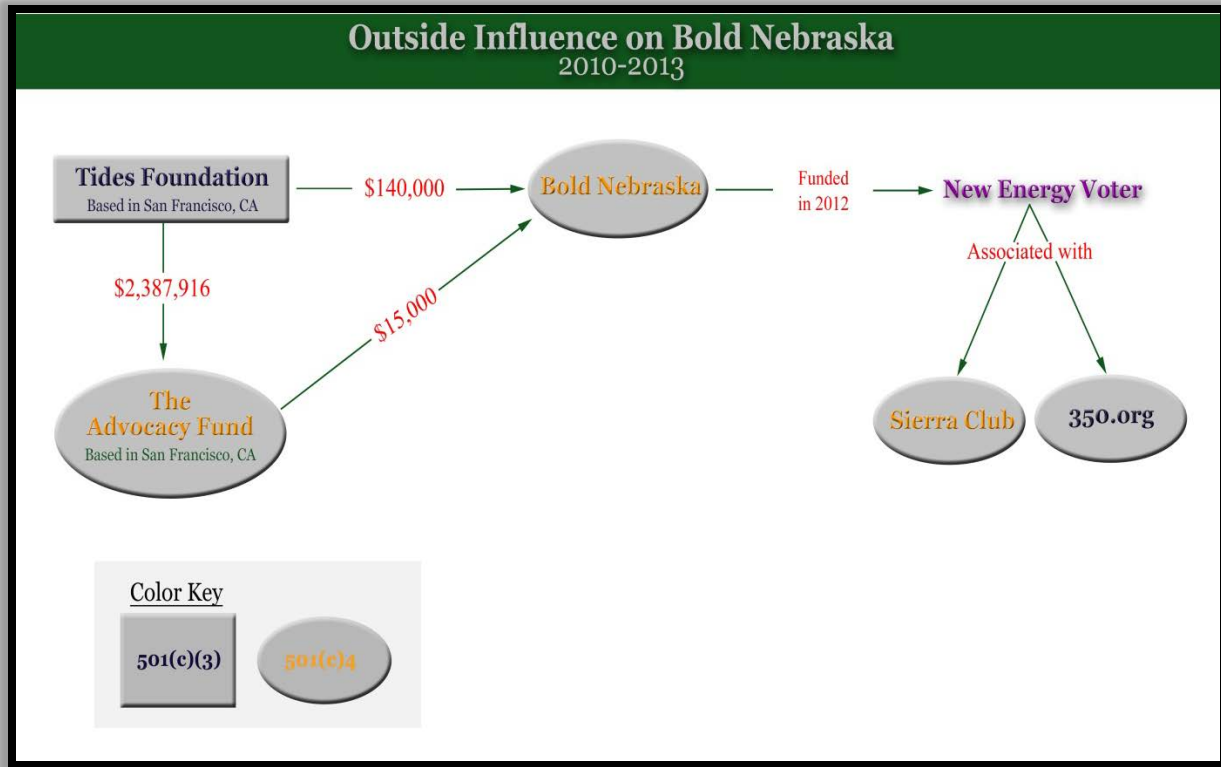 Outside Influence on Bold Nebraska
2010-2013
Tides Foundation
Based in San Francisco, CA
$140,000
Bold Nebraska
Funded
in 2012
New Energy Voter
Associated with
$2,387,916
$15,000
The
Advocacy Fund
Based in San Francisco, CA
Sierra Club
350.org
Color Key
501(c)(3)
501(c)4